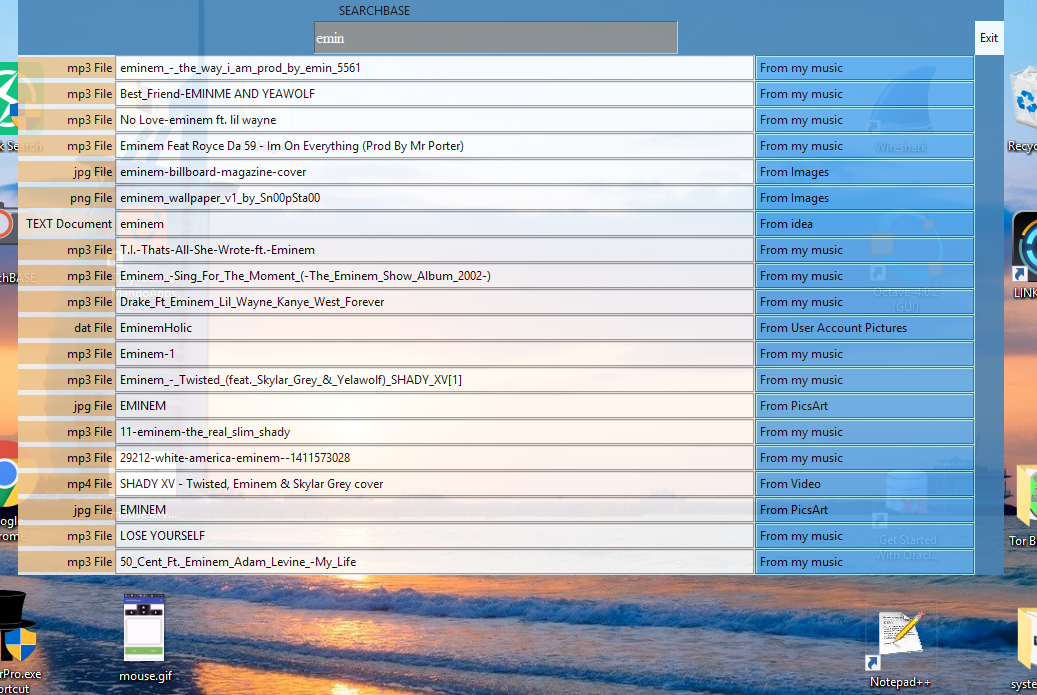 SEARCHBASE
emin
Exit
mp3 File eminem_-_the_way_i_am_prod_by_emin_5561 From my music
mp3 File Best_Friend-EMINME AND YEAWOLF From my music
mp3 File No Love-eminem ft. lil wayne From my music
mp3 File Eminem Feat Royce Da 59 - Im On Everything (Prod By Mr Porter) From my music
jpg File eminem-billboard-magazine-cover From Images
png File eminem_wallpaper_v1_by_Sn00pSta00 From Images
TEXT Document eminem From idea
mp3 File T.I.-Thats-All-She-Wrote-ft.-Eminem From my music
mp3 File Eminem_-Sing_For_The_Moment_(-The_Eminem_Show_Album_2002-) From my music
mp3 File Drake_Ft_Eminem_Lil_Wayne_Kanye_West_Forever From my music
dat File EminemHolic From User Account Pictures
mp3 File Eminem-1 From my music
mp3 File Eminem_-_Twisted_(feat._Skylar_Grey_&_Yelawolf)_SHADY_XV[1] From my music
jpg File EMINEM From PicsArt
mp3 File 11-eminem-the_real_slim_shady From my music
mp3 File 29212-white-america-eminem--1411573028 From my music
mp4 File SHADY XV - Twisted, Eminem & Skylar Grey cover From Video
jpg File EMINEM From PicsArt
mp3 File LOSE YOURSELF From my music
mp3 File 50_Cent_Ft._Eminem_Adam_Levine_-My_Life From my music
Search
Wireshark
Recyc
chBASE
Octave-4.0.2
(GUI)
LINK
ogle
rome
Get Started
With Oracl...
Tor B
rPro.exe
ortcut
mouse.gif
Notepad++
syste